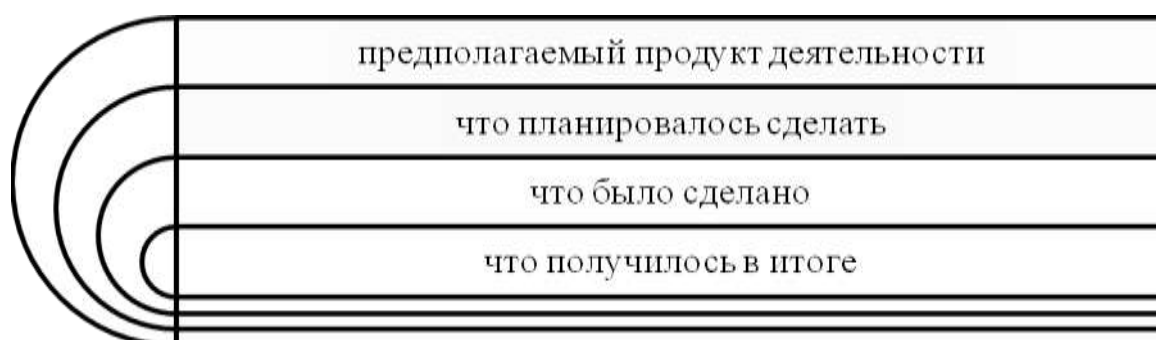 предполагаемый продукт деятельности
что планировалось сделать
что было сделано
что получилось в итоге